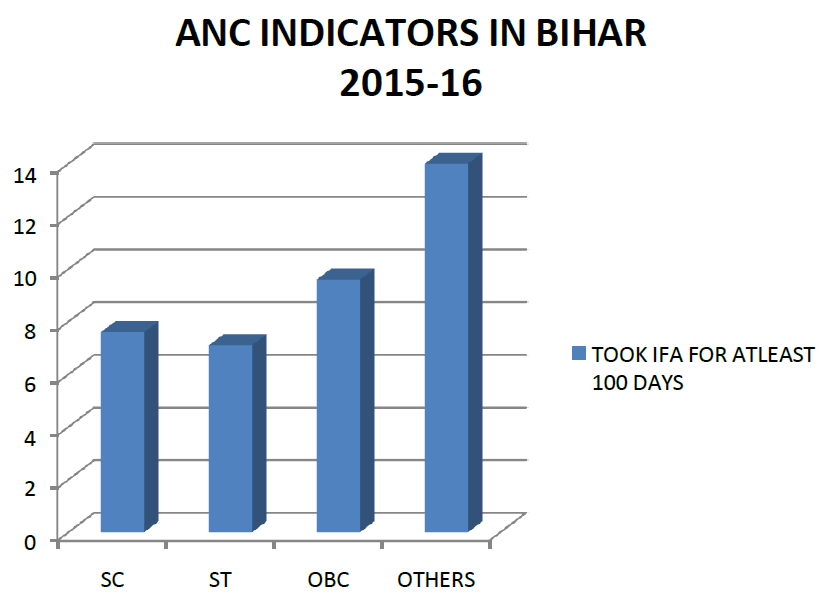 ANC INDICATORS IN BIHAR
2015-16
14
12
10
8
6
4
2
0
SC ST OBC OTHERS
TOOK IFA FOR ATLEAST
100 DAYS